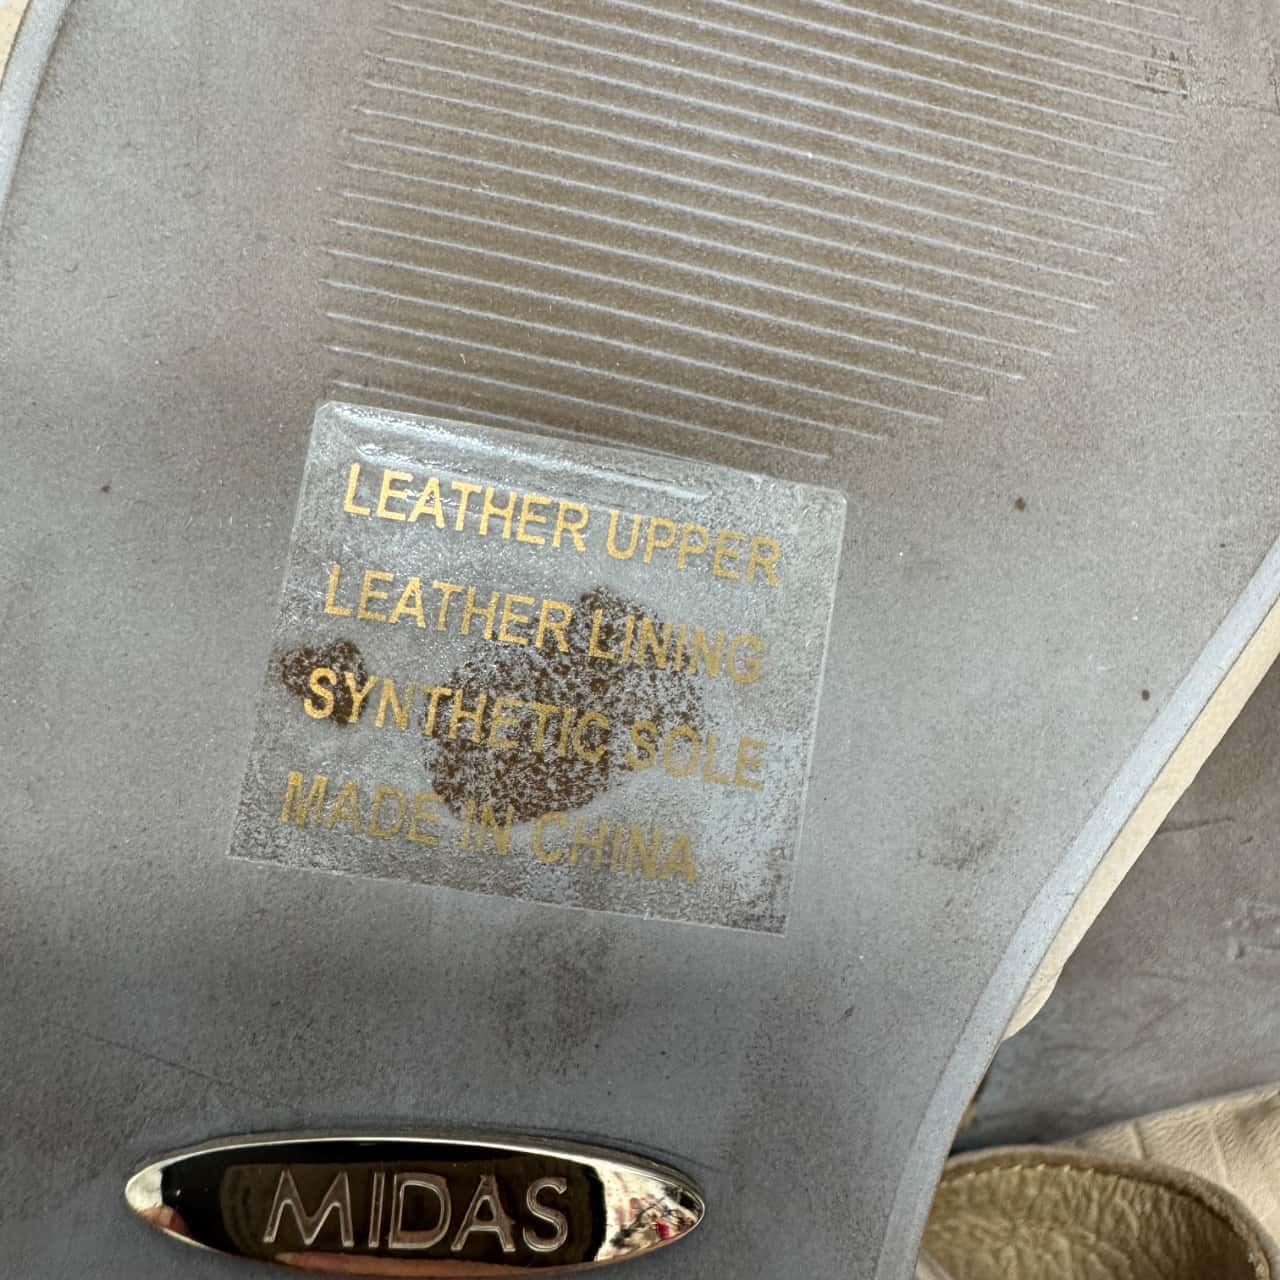 LEATHER UPPER
LEATHER LINING
SYNTHETIC SOLE
MADE IN CHINA
MIDAS